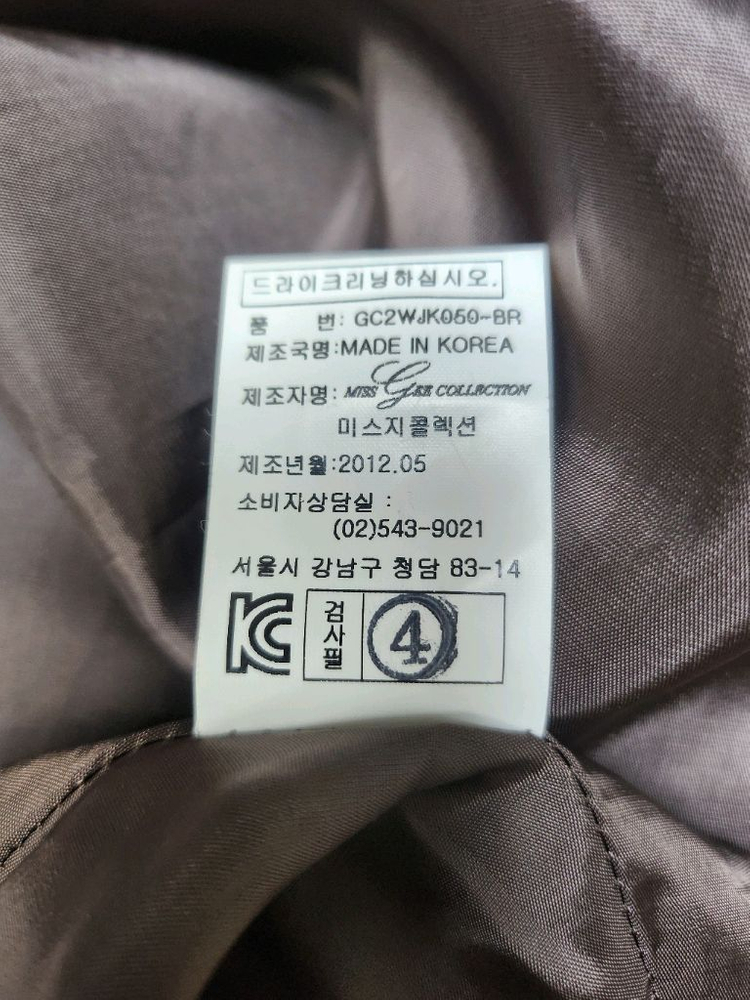 드라이크리닝하십시오.
품 번: GC2WJK050-BR
제조국명:MADE IN KOREA
제조자명: MISS GEE COLLECTION
미스지콜렉션
제조년월:2012.05
소비자상담실 :
(02)543-9021
서울시 강남구 청담 83-14
KC 검사필 4